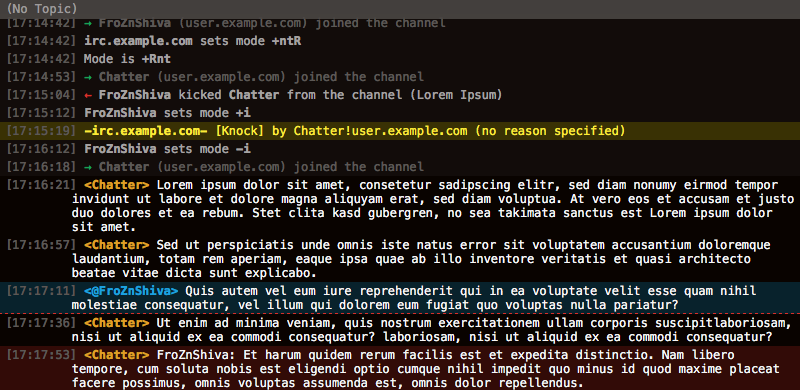 (No Topic)
[17:14:42] → FroZnShiva (user.example.com) joined the channel
[17:14:42] irc.example.com sets mode +ntR
[17:14:42] Mode is +Rnt
[17:14:53] → Chatter (user.example.com) joined the channel
[17:15:04] ← FroZnShiva kicked Chatter from the channel (Lorem Ipsum)
[17:15:12] FroZnShiva sets mode +i
[17:15:19] -irc.example.com- [Knock] by Chatter!user.example.com (no reason specified)
[17:16:12] FroZnShiva sets mode -i
[17:16:18] → Chatter (user.example.com) joined the channel
[17:16:21] <Chatter> Lorem ipsum dolor sit amet, consetetur sadipscing elitr, sed diam nonumy eirmod tempor
invidunt ut labore et dolore magna aliquyam erat, sed diam voluptua. At vero eos et accusam et justo
duo dolores et ea rebum. Stet clita kasd gubergren, no sea takimata sanctus est Lorem ipsum dolor
sit amet.
[17:16:57] <Chatter> Sed ut perspiciatis unde omnis iste natus error sit voluptatem accusantium doloremque
laudantium, totam rem aperiam, eaque ipsa quae ab illo inventore veritatis et quasi architecto
beatae vitae dicta sunt explicabo.
[17:17:11] <@FroZnShiva> Quis autem vel eum iure reprehenderit qui in ea voluptate velit esse quam nihil
molestiae consequatur, vel illum qui dolorem eum fugiat quo voluptas nulla pariatur?
[17:17:36] <Chatter> Ut enim ad minima veniam, quis nostrum exercitationem ullam corporis suscipitlaboriosam,
nisi ut aliquid ex ea commodi consequatur? laboriosam, nisi ut aliquid ex ea commodi consequatur?
[17:17:53] <Chatter> FroZnShiva: Et harum quidem rerum facilis est et expedita distinctio. Nam libero
tempore, cum soluta nobis est eligendi optio cumque nihil impedit quo minus id quod maxime placeat
facere possimus, omnis voluptas assumenda est, omnis dolor repellendus.